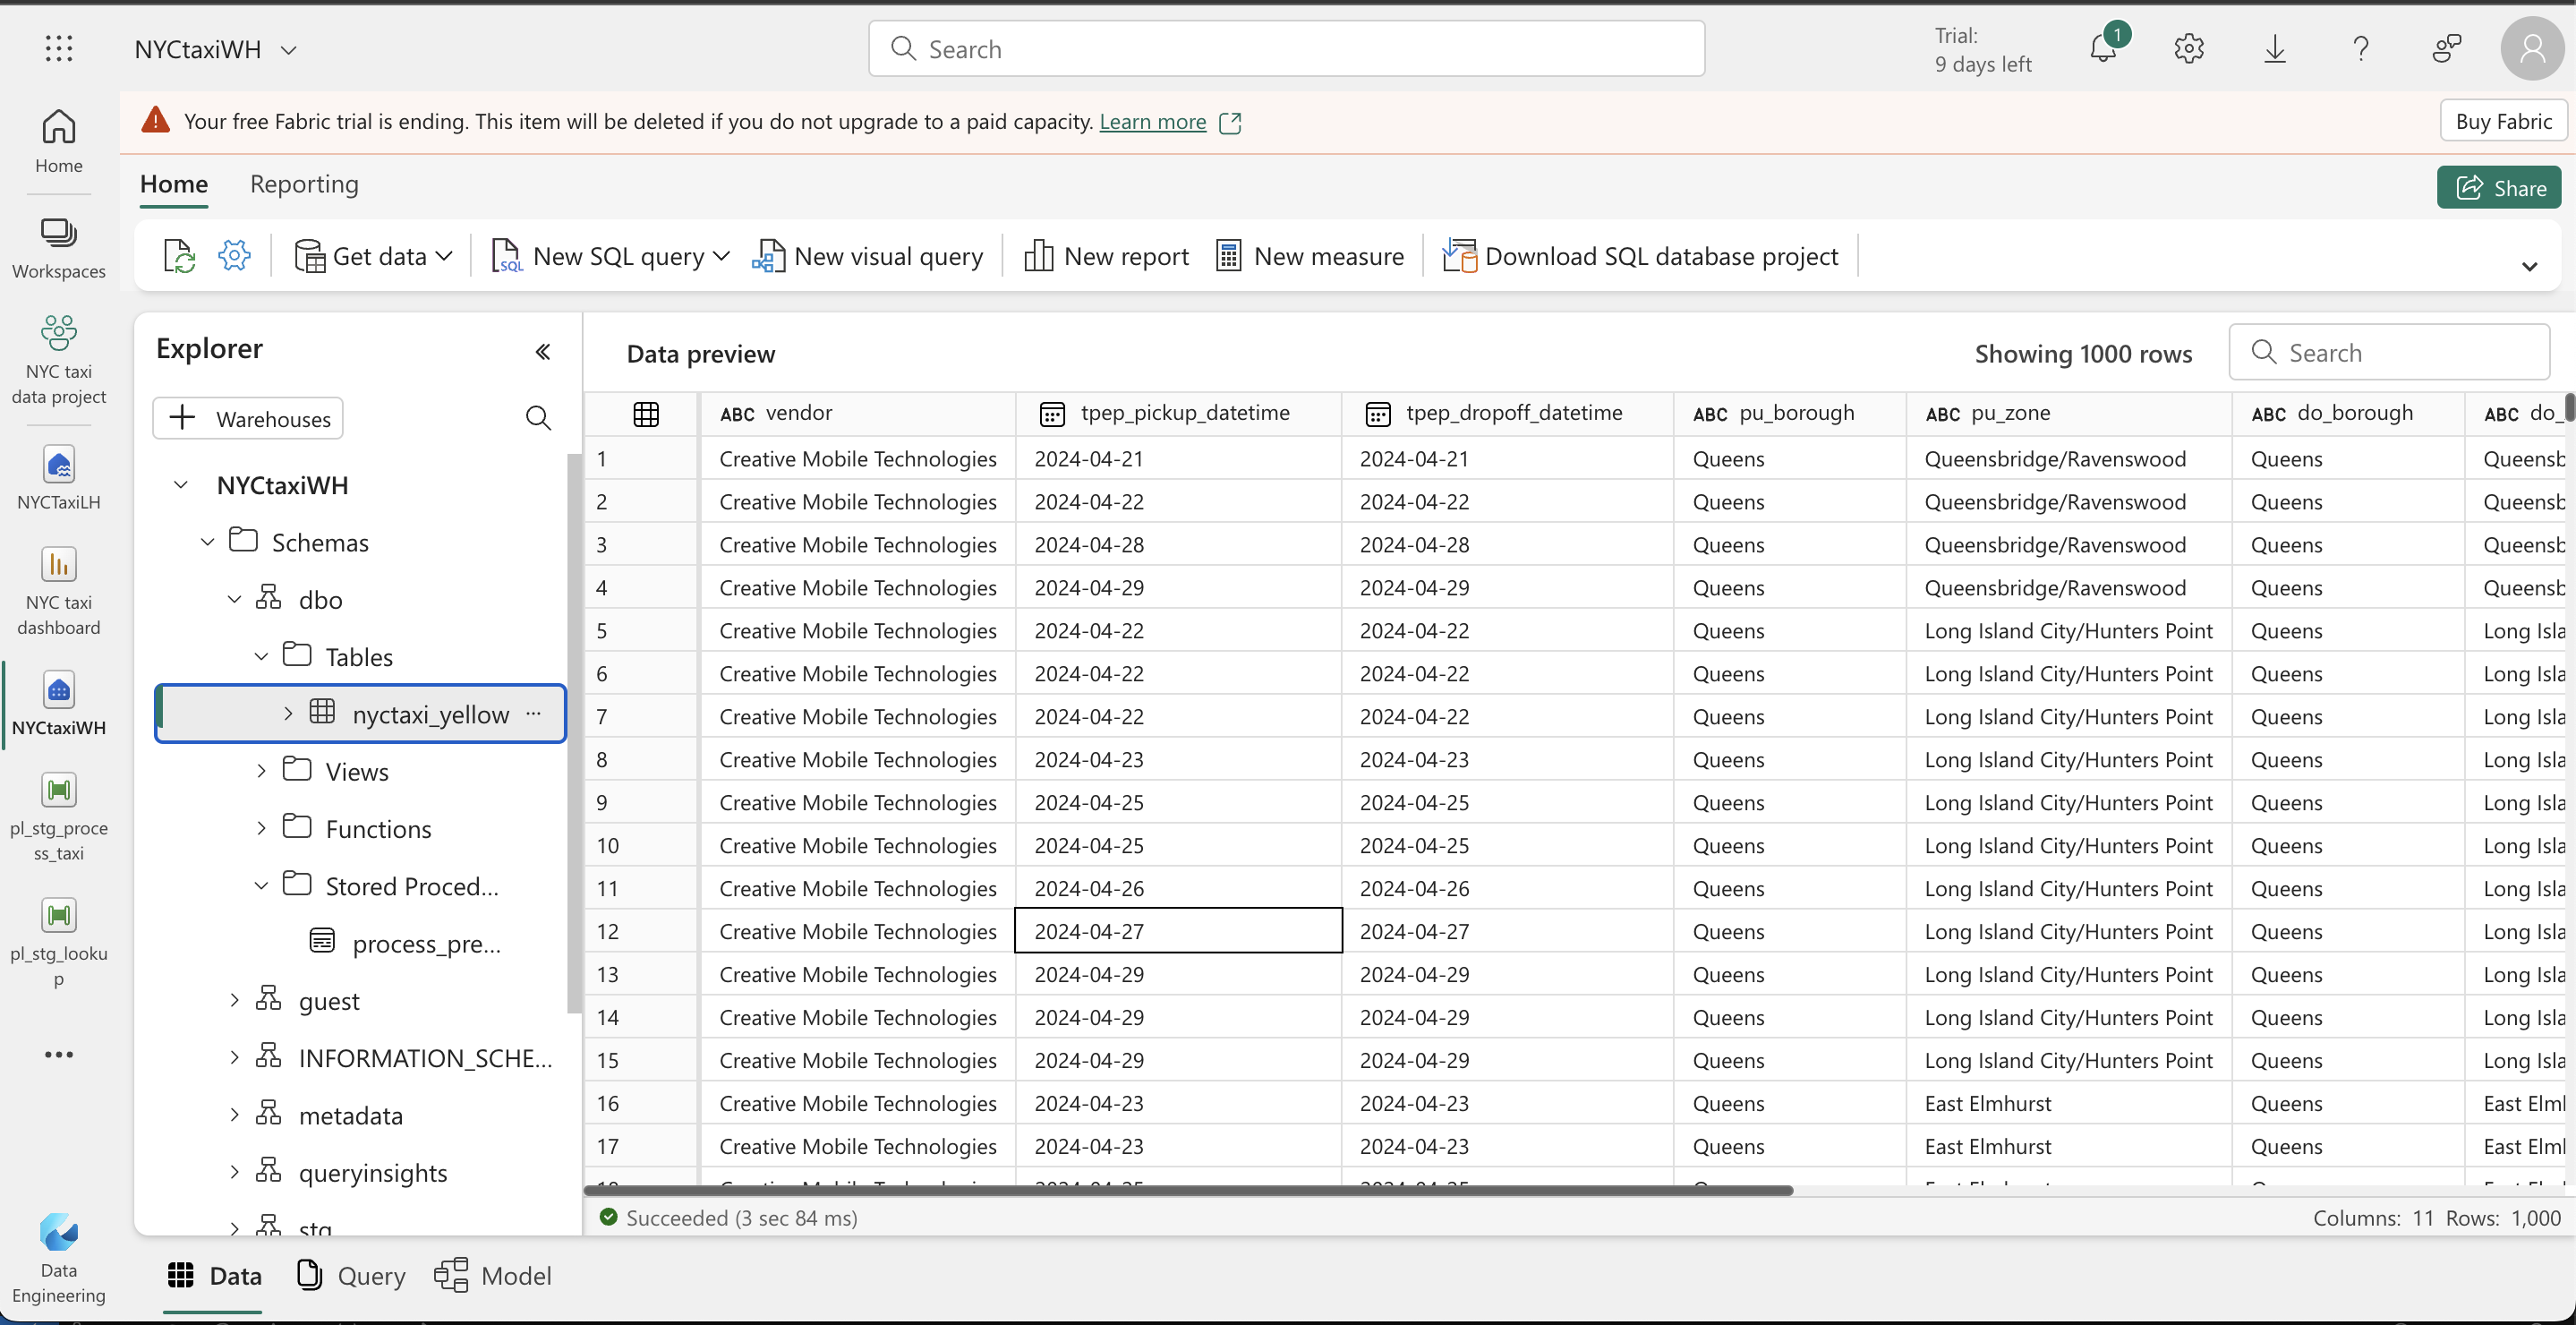 NYCtaxiWH
Search
Trial:
9 days left
1
Home
Workspaces
NYC taxi
data project
NYCTaxiLH
NYC taxi
dashboard
NYCtaxiWH
pl_stg_proce
ss_taxi
pl_stg_looku
p
Data
Engineering
Your free Fabric trial is ending. This item will be deleted if you do not upgrade to a paid capacity. Learn more
Buy Fabric
Home Reporting
Share
Get data New SQL query New visual query New report New measure Download SQL database project
Explorer
Warehouses
NYCtaxiWH
Schemas
dbo
Tables
nyctaxi_yellow ...
Views
Functions
Stored Proced...
process_pre...
guest
INFORMATION_SCHE...
metadata
queryinsights
stg
Data preview
Showing 1000 rows
Search
ABC vendor tpep_pickup_datetime tpep_dropoff_datetime ABC pu_borough ABC pu_zone ABC do_borough ABC do_
1 Creative Mobile Technologies 2024-04-21 2024-04-21 Queens Queensbridge/Ravenswood Queens Queensb
2 Creative Mobile Technologies 2024-04-22 2024-04-22 Queens Queensbridge/Ravenswood Queens Queensb
3 Creative Mobile Technologies 2024-04-28 2024-04-28 Queens Queensbridge/Ravenswood Queens Queensb
4 Creative Mobile Technologies 2024-04-29 2024-04-29 Queens Queensbridge/Ravenswood Queens Queensb
5 Creative Mobile Technologies 2024-04-22 2024-04-22 Queens Long Island City/Hunters Point Queens Long Isla
6 Creative Mobile Technologies 2024-04-22 2024-04-22 Queens Long Island City/Hunters Point Queens Long Isla
7 Creative Mobile Technologies 2024-04-22 2024-04-22 Queens Long Island City/Hunters Point Queens Long Isla
8 Creative Mobile Technologies 2024-04-23 2024-04-23 Queens Long Island City/Hunters Point Queens Long Isla
9 Creative Mobile Technologies 2024-04-25 2024-04-25 Queens Long Island City/Hunters Point Queens Long Isla
10 Creative Mobile Technologies 2024-04-25 2024-04-25 Queens Long Island City/Hunters Point Queens Long Isla
11 Creative Mobile Technologies 2024-04-26 2024-04-26 Queens Long Island City/Hunters Point Queens Long Isla
12 Creative Mobile Technologies 2024-04-27 2024-04-27 Queens Long Island City/Hunters Point Queens Long Isla
13 Creative Mobile Technologies 2024-04-29 2024-04-29 Queens Long Island City/Hunters Point Queens Long Isla
14 Creative Mobile Technologies 2024-04-29 2024-04-29 Queens Long Island City/Hunters Point Queens Long Isla
15 Creative Mobile Technologies 2024-04-29 2024-04-29 Queens Long Island City/Hunters Point Queens Long Isla
16 Creative Mobile Technologies 2024-04-23 2024-04-23 Queens East Elmhurst Queens East Elml
17 Creative Mobile Technologies 2024-04-23 2024-04-23 Queens East Elmhurst Queens East Elml
Succeeded (3 sec 84 ms)
Columns: 11 Rows: 1,000
Data Query Model